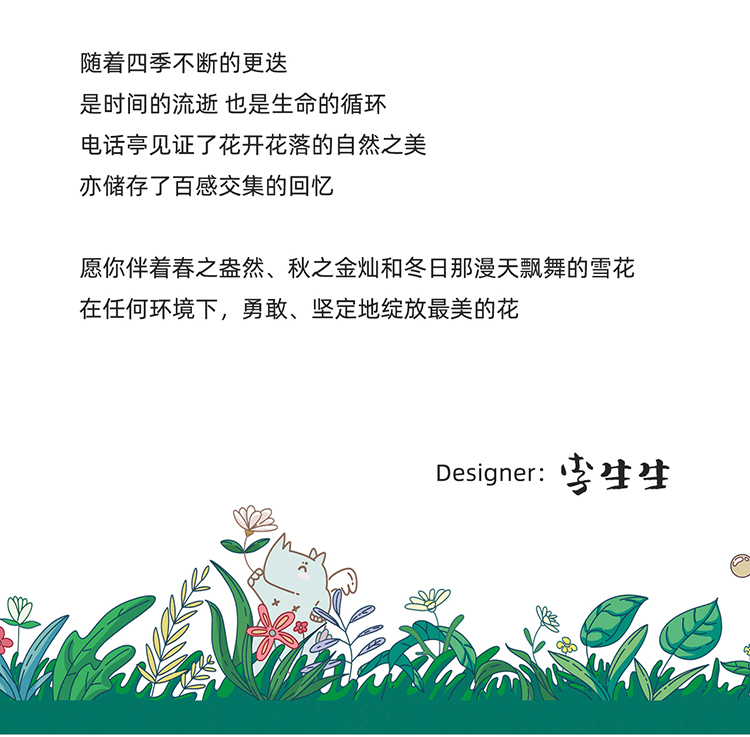 随着四季不断的更迭
是时间的流逝 也是生命的循环
电话亭见证了花开花落的自然之美
亦储存了百感交集的回忆
愿你伴着春之盎然、秋之金灿和冬日那漫天飘舞的雪花
在任何环境下，勇敢、坚定地绽放最美的花
Designer：李生生